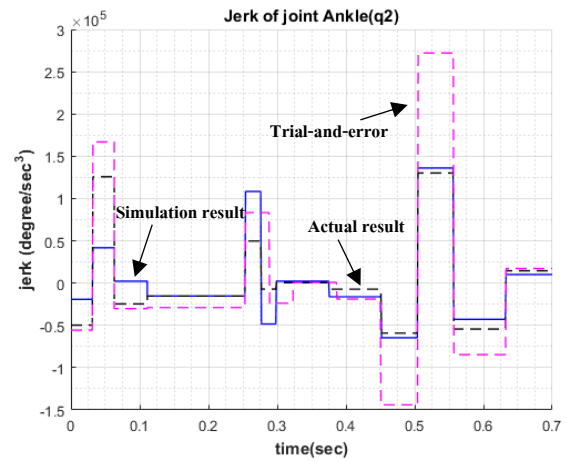 Jerk of joint Ankle(q2)
×10^5
3
2.5
Trial-and-error
2
1.5
Simulation result
Actual result
1
0.5
0
-0.5
-1
-1.5
jerk (degree/sec^3)
0 0.1 0.2 0.3 0.4 0.5 0.6 0.7
time(sec)